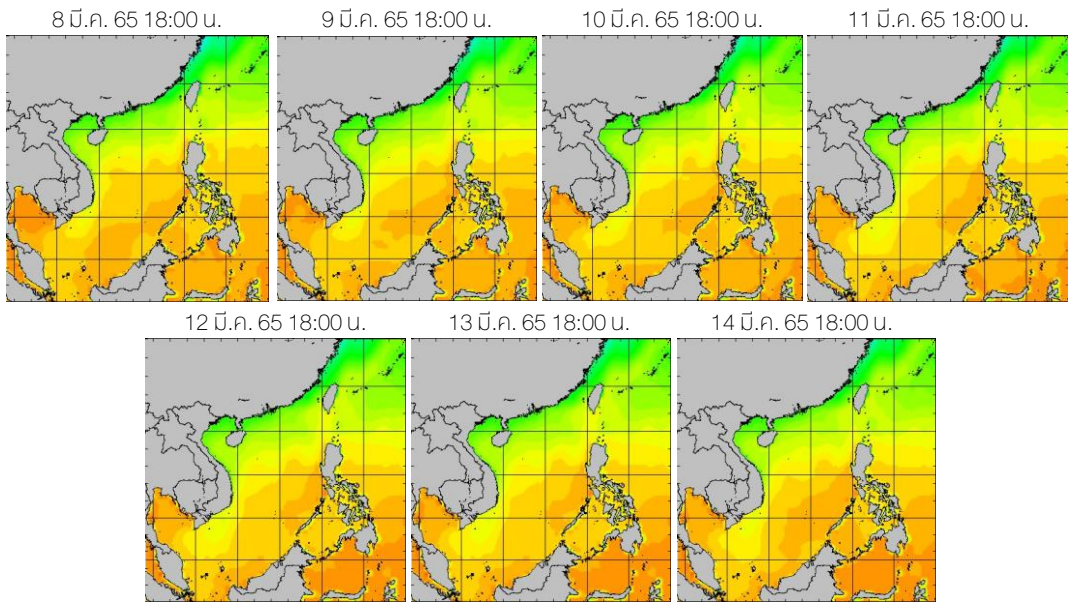 8 มี.ค. 65 18:00 น.
9 มี.ค. 65 18:00 น.
10 มี.ค. 65 18:00 น.
11 มี.ค. 65 18:00 น.
12 มี.ค. 65 18:00 น.
13 มี.ค. 65 18:00 น.
14 มี.ค. 65 18:00 น.